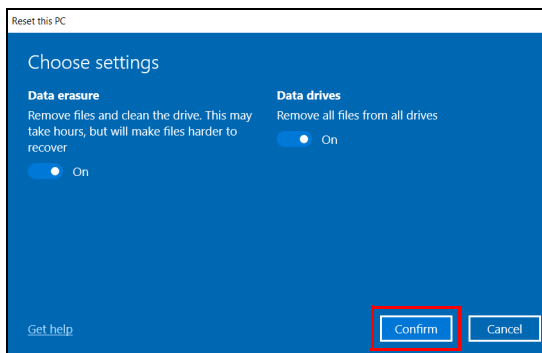 Reset this PC
Choose settings
Data erasure
Remove files and clean the drive. This may
take hours, but will make files harder to
recover
On
Data drives
Remove all files from all drives
On
Get help
Confirm
Cancel